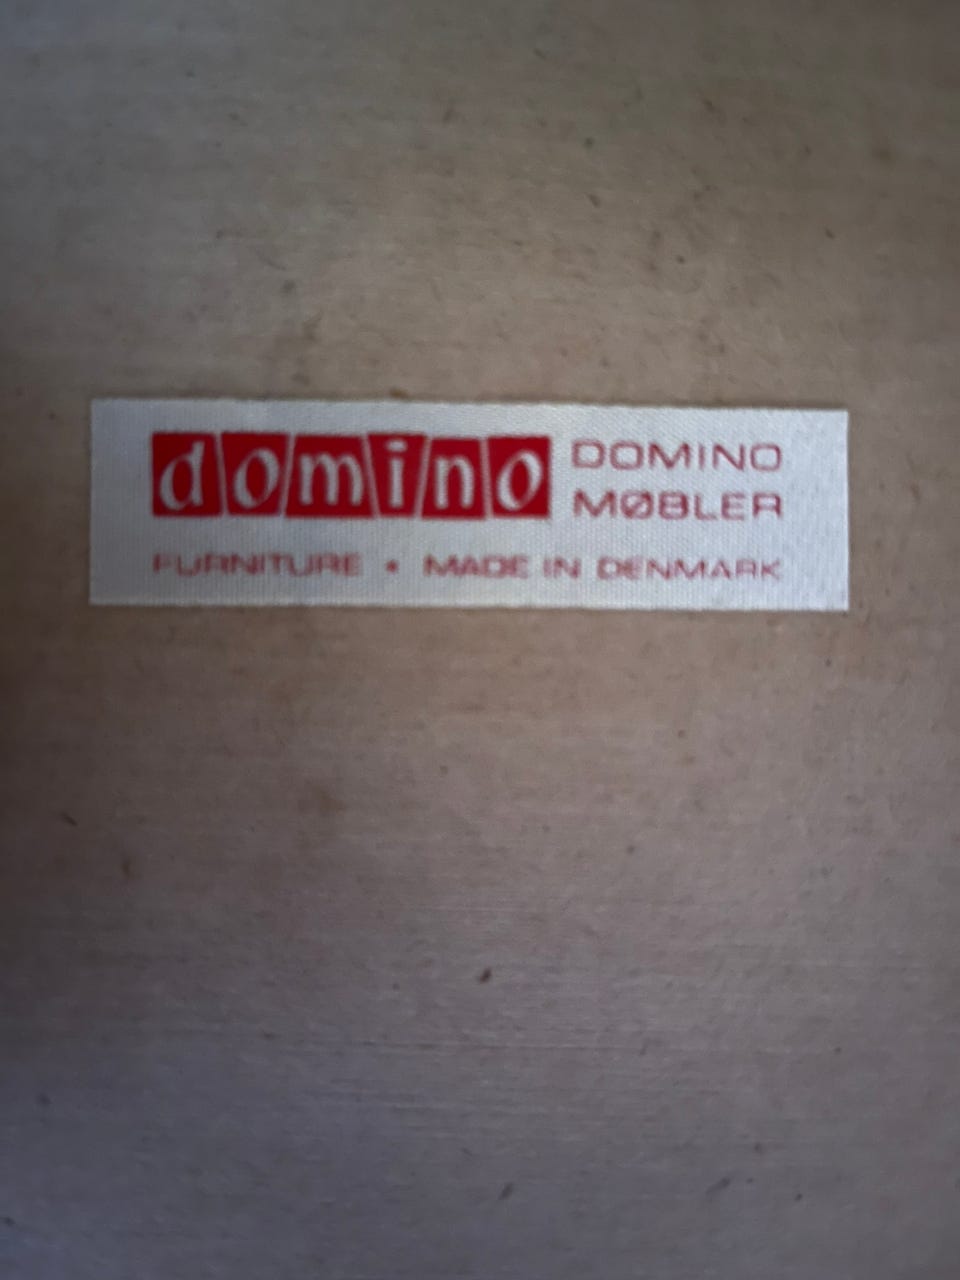 domino DOMINO
MØBLER
FURNITURE • MADE IN DENMARK